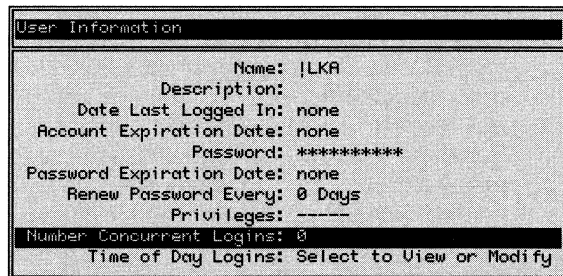 User Information
Name: |LKA
Description:
Date Last Logged In: none
Account Expiration Date: none
Password: **********
Password Expiration Date: none
Renew Password Every: 0 Days
Privileges: -----
Number Concurrent Logins: 0
Time of Day Logins: Select to View or Modify